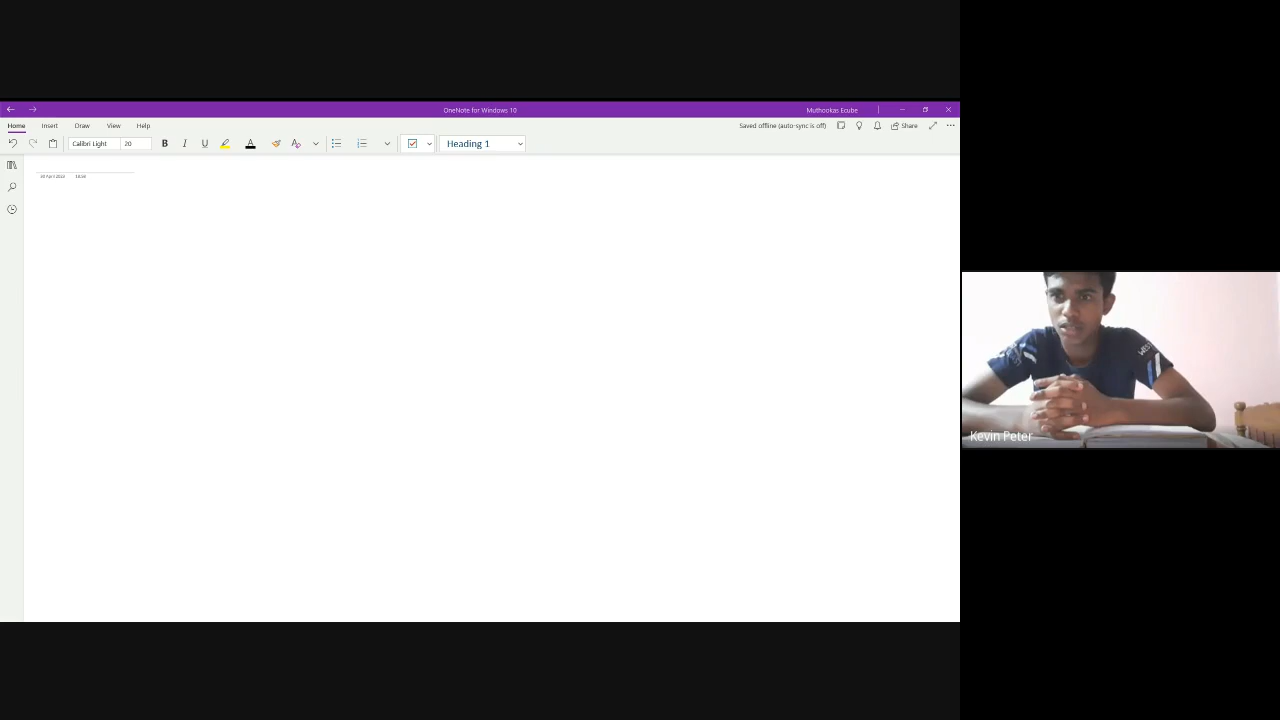 OneNote for Windows 10
Muthookas Ecube
Home Insert Draw View Help
Saved offline (auto-sync is off) Share
Calibri Light 20 B I U A Heading 1
Kevin Peter